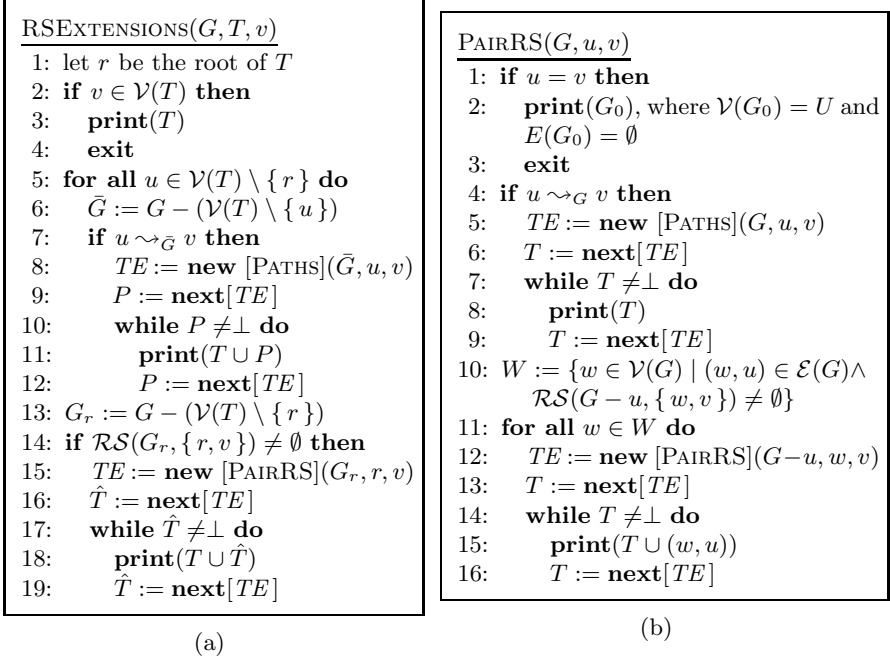 RSEXTENSIONS(G, T, v)
1: let r be the root of T
2: if v ∈ V(T) then
3: print(T)
4: exit
5: for all u ∈ V(T) \ { r } do
6: Ḡ := G − (V(T) \ { u })
7: if u ⇝_Ḡ v then
8: TE := new [PATHS](Ḡ, u, v)
9: P := next[TE]
10: while P ≠⊥ do
11: print(T ∪ P)
12: P := next[TE]
13: G_r := G − (V(T) \ { r })
14: if RS(G_r, { r, v }) ≠ ∅ then
15: TE := new [PAIRRS](G_r, r, v)
16: T̂ := next[TE]
17: while T̂ ≠⊥ do
18: print(T ∪ T̂)
19: T̂ := next[TE]
(a)
PAIRRS(G, u, v)
1: if u = v then
2: print(G₀), where V(G₀) = U and
E(G₀) = ∅
3: exit
4: if u ⇝_G v then
5: TE := new [PATHS](G, u, v)
6: T := next[TE]
7: while T ≠⊥ do
8: print(T)
9: T := next[TE]
10: W := {w ∈ V(G) | (w, u) ∈ E(G)∧
RS(G − u, { w, v }) ≠ ∅}
11: for all w ∈ W do
12: TE := new [PAIRRS](G−u, w, v)
13: T := next[TE]
14: while T ≠⊥ do
15: print(T ∪ (w, u))
16: T := next[TE]
(b)